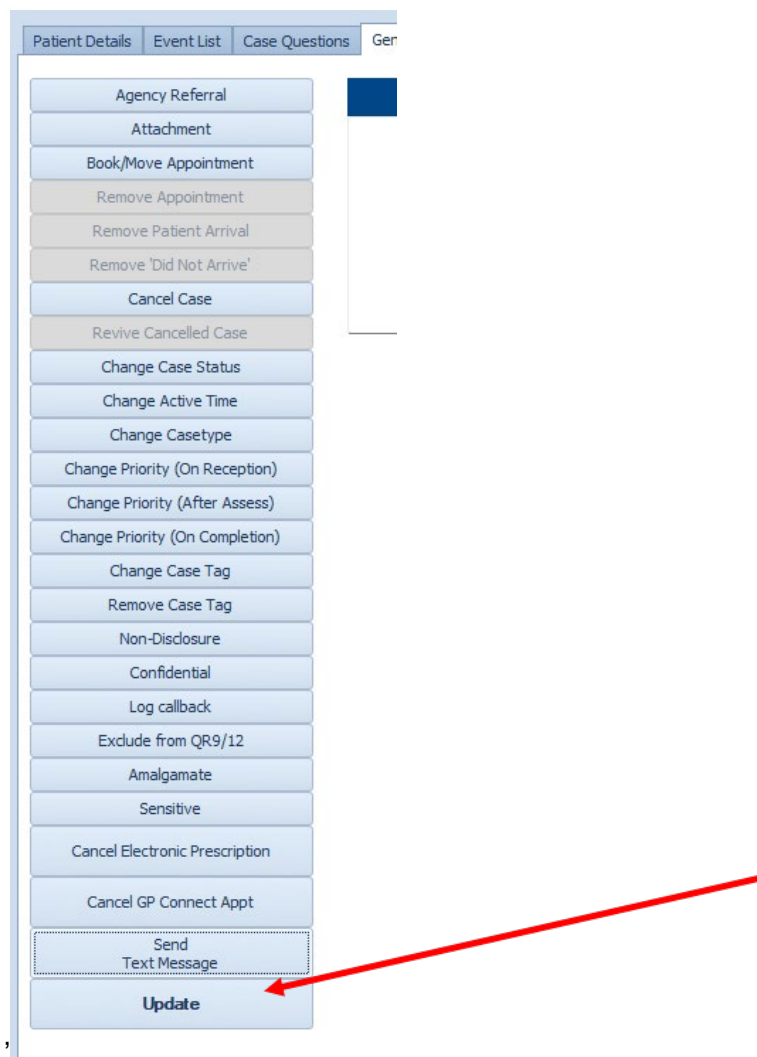 Patient Details Event List Case Questions Gen
Agency Referral
Attachment
Book/Move Appointment
Remove Appointment
Remove Patient Arrival
Remove 'Did Not Arrive'
Cancel Case
Revive Cancelled Case
Change Case Status
Change Active Time
Change Casetype
Change Priority (On Reception)
Change Priority (After Assess)
Change Priority (On Completion)
Change Case Tag
Remove Case Tag
Non-Disclosure
Confidential
Log callback
Exclude from QR9/12
Amalgamate
Sensitive
Cancel Electronic Prescription
Cancel GP Connect Appt
Send
Text Message
Update
,